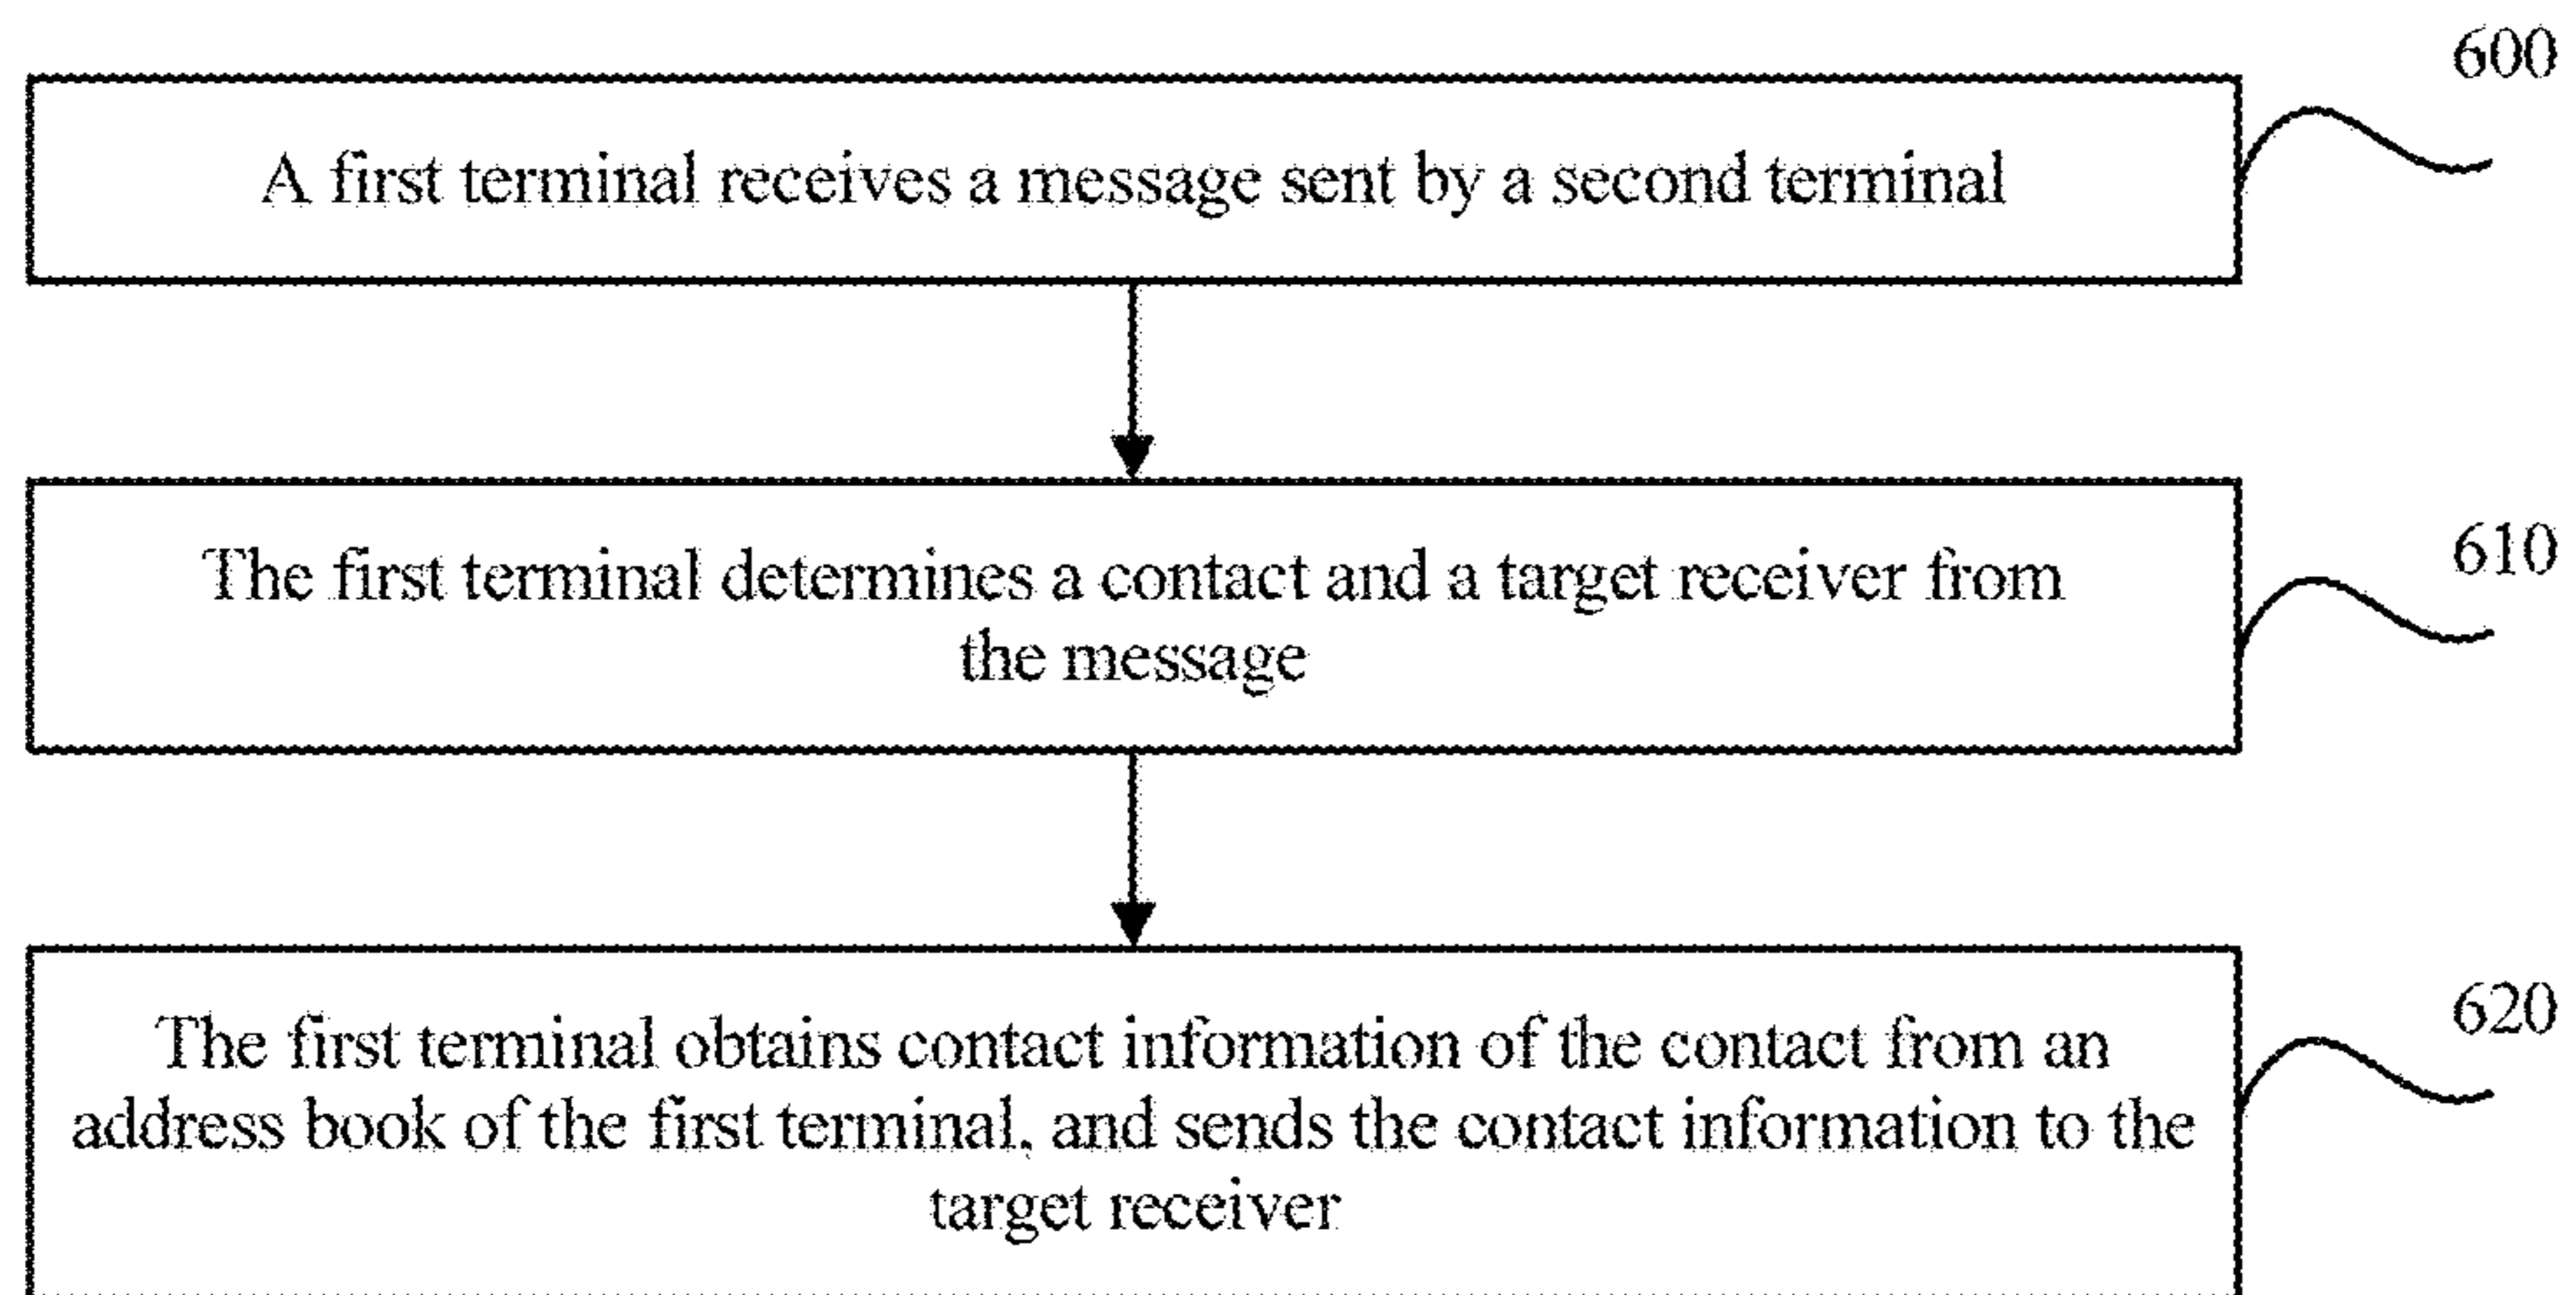 600
A first terminal receives a message sent by a second terminal
610
The first terminal determines a contact and a target receiver from
the message
620
The first terminal obtains contact information of the contact from an
address book of the first terminal, and sends the contact information to the
target receiver